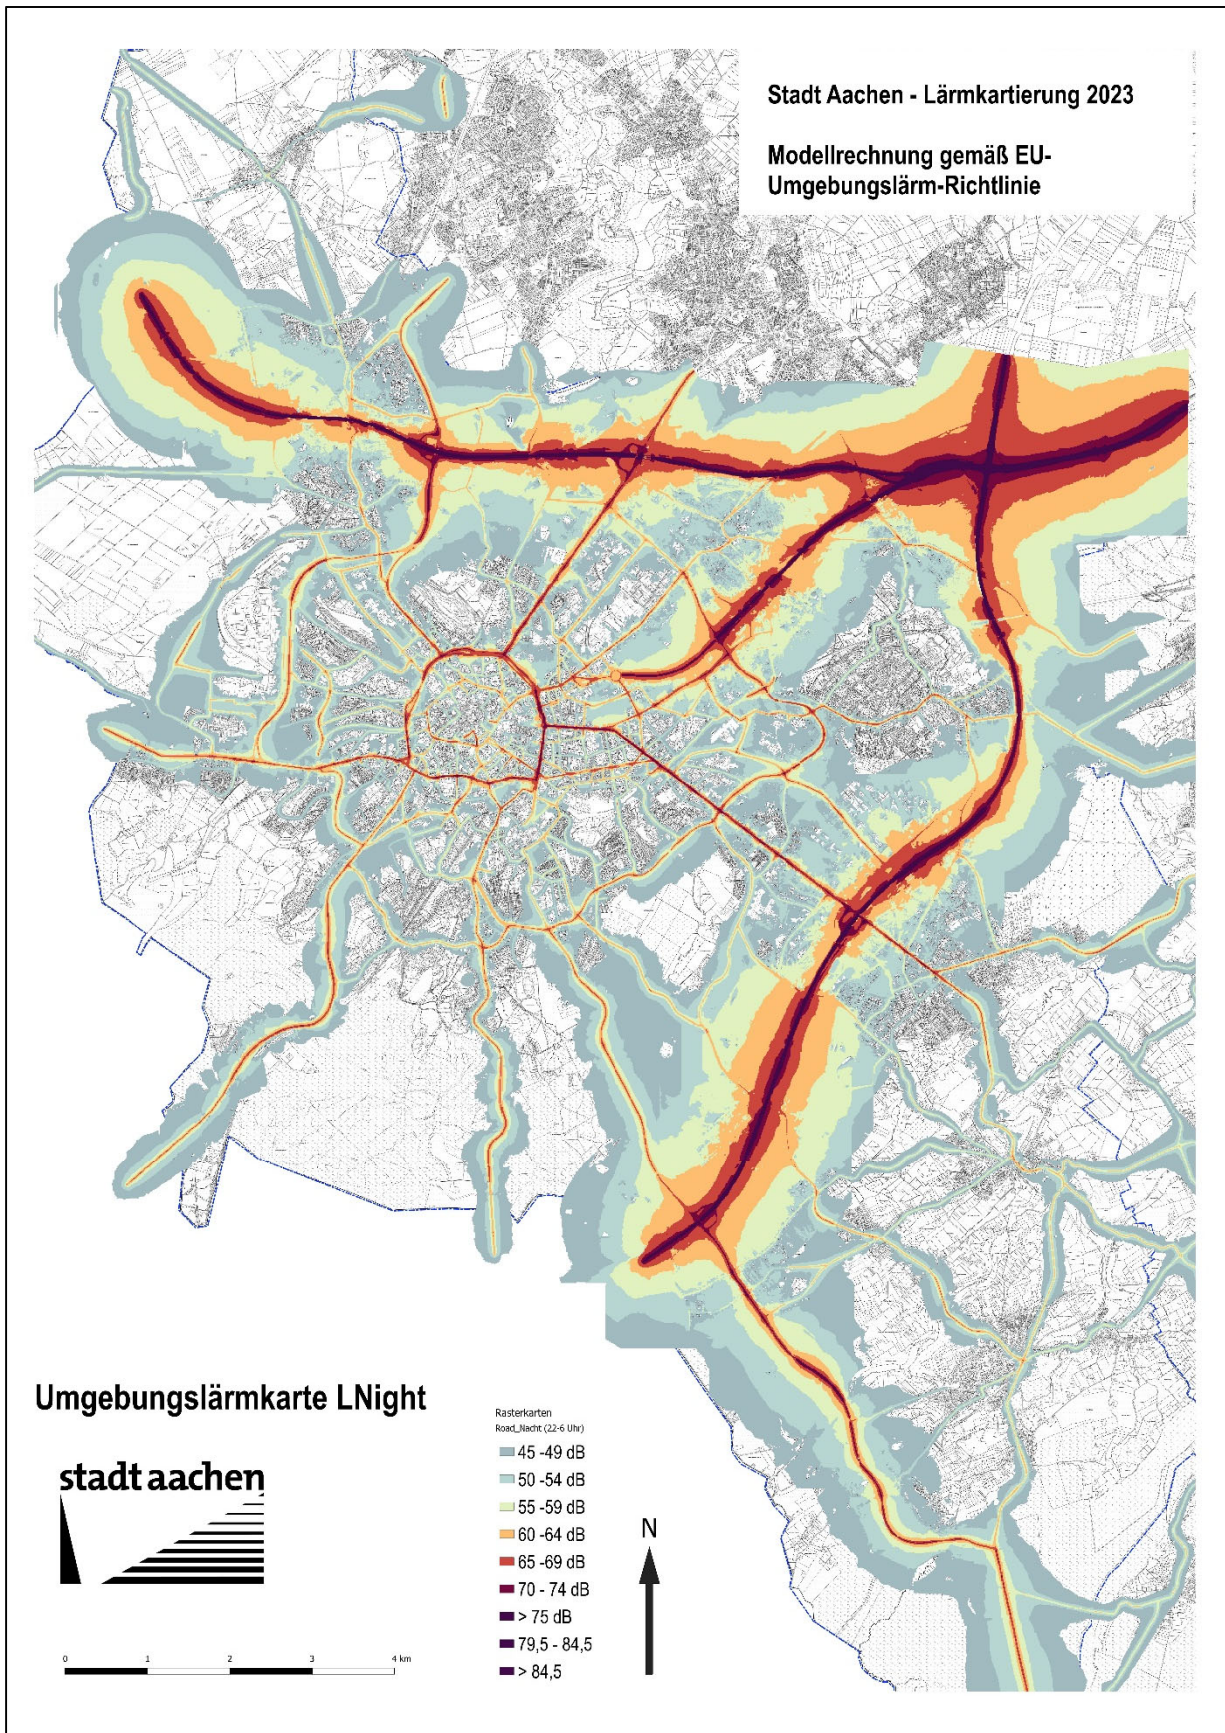 Stadt Aachen - Lärmkartierung 2023
Modellrechnung gemäß EU-
Umgebungslärm-Richtlinie
Umgebungslärmkarte LNight
stadt aachen
Rasterkarten
Road_Nacht (22-6 Uhr)
45 -49 dB
50 -54 dB
55 -59 dB
60 -64 dB
65 -69 dB
70 - 74 dB
> 75 dB
79,5 - 84,5
> 84,5
N
0 1 2 3 4 km